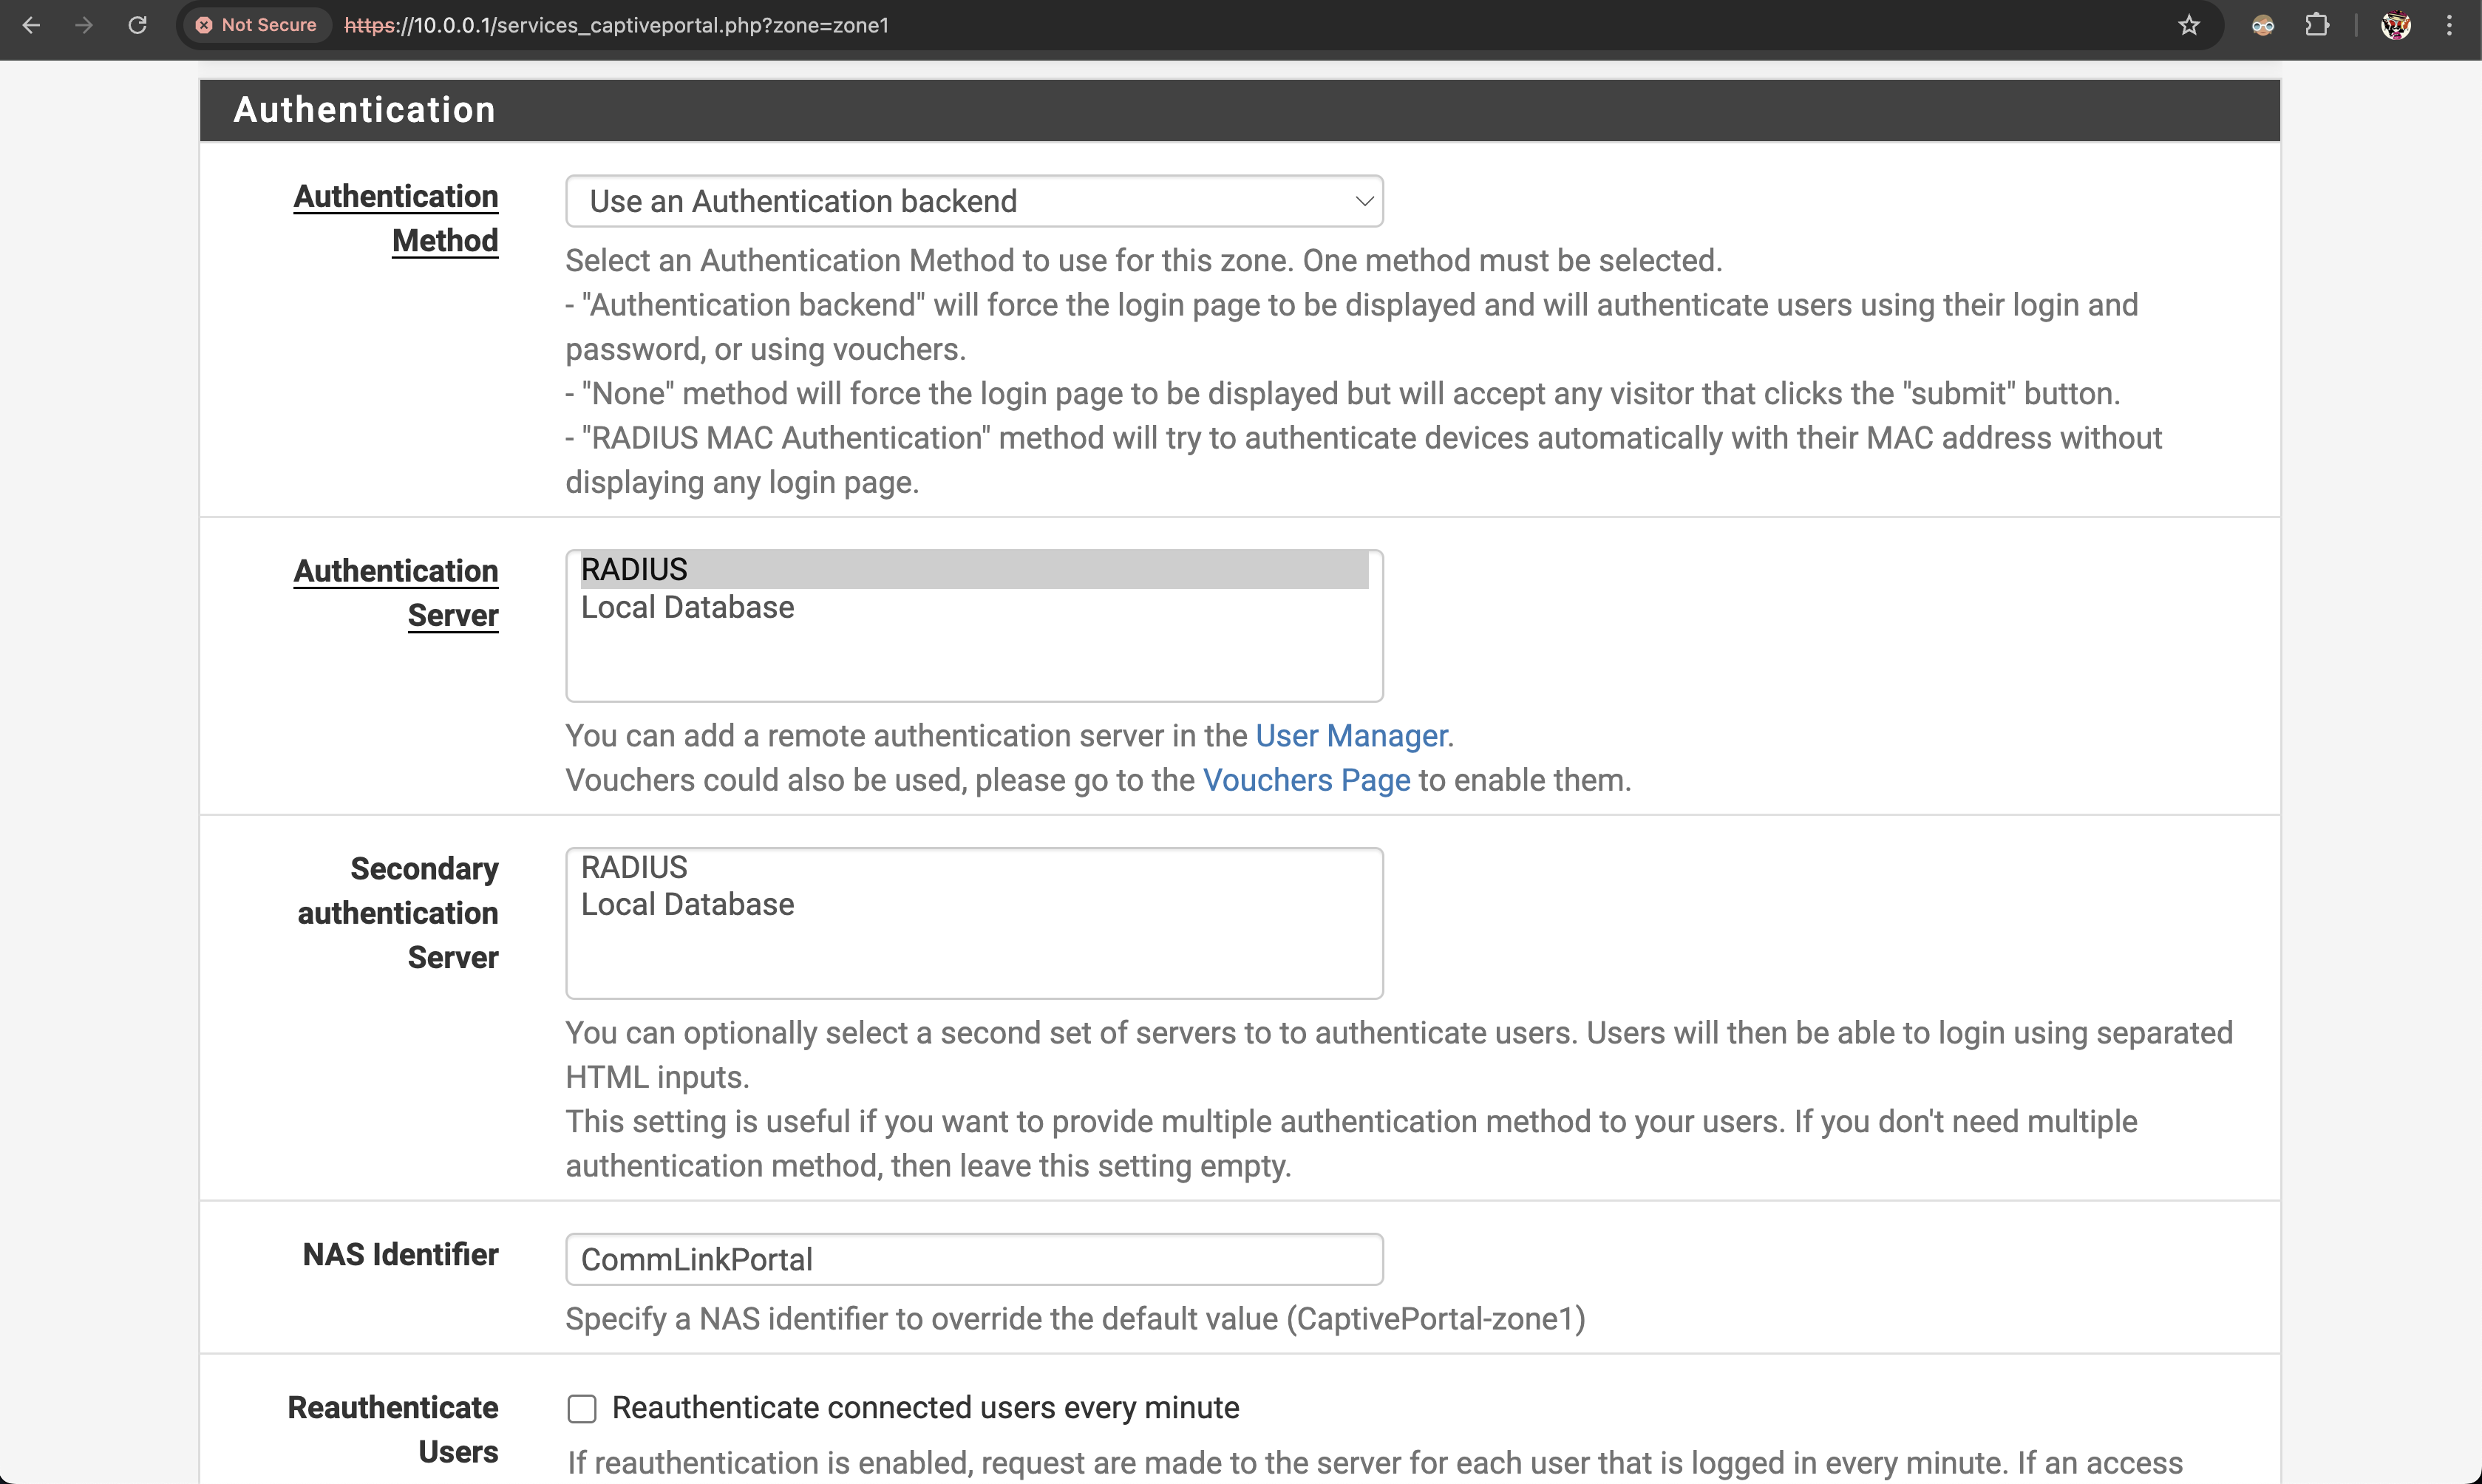 Not Secure https://10.0.0.1/services_captiveportal.php?zone=zone1
Authentication
Authentication
Method
Use an Authentication backend
Select an Authentication Method to use for this zone. One method must be selected.
- "Authentication backend" will force the login page to be displayed and will authenticate users using their login and
password, or using vouchers.
- "None" method will force the login page to be displayed but will accept any visitor that clicks the "submit" button.
- "RADIUS MAC Authentication" method will try to authenticate devices automatically with their MAC address without
displaying any login page.
Authentication
Server
RADIUS
Local Database
You can add a remote authentication server in the User Manager.
Vouchers could also be used, please go to the Vouchers Page to enable them.
Secondary
authentication
Server
RADIUS
Local Database
You can optionally select a second set of servers to to authenticate users. Users will then be able to login using separated
HTML inputs.
This setting is useful if you want to provide multiple authentication method to your users. If you don't need multiple
authentication method, then leave this setting empty.
NAS Identifier
CommLinkPortal
Specify a NAS identifier to override the default value (CaptivePortal-zone1)
Reauthenticate
Users
Reauthenticate connected users every minute
If reauthentication is enabled, request are made to the server for each user that is logged in every minute. If an access